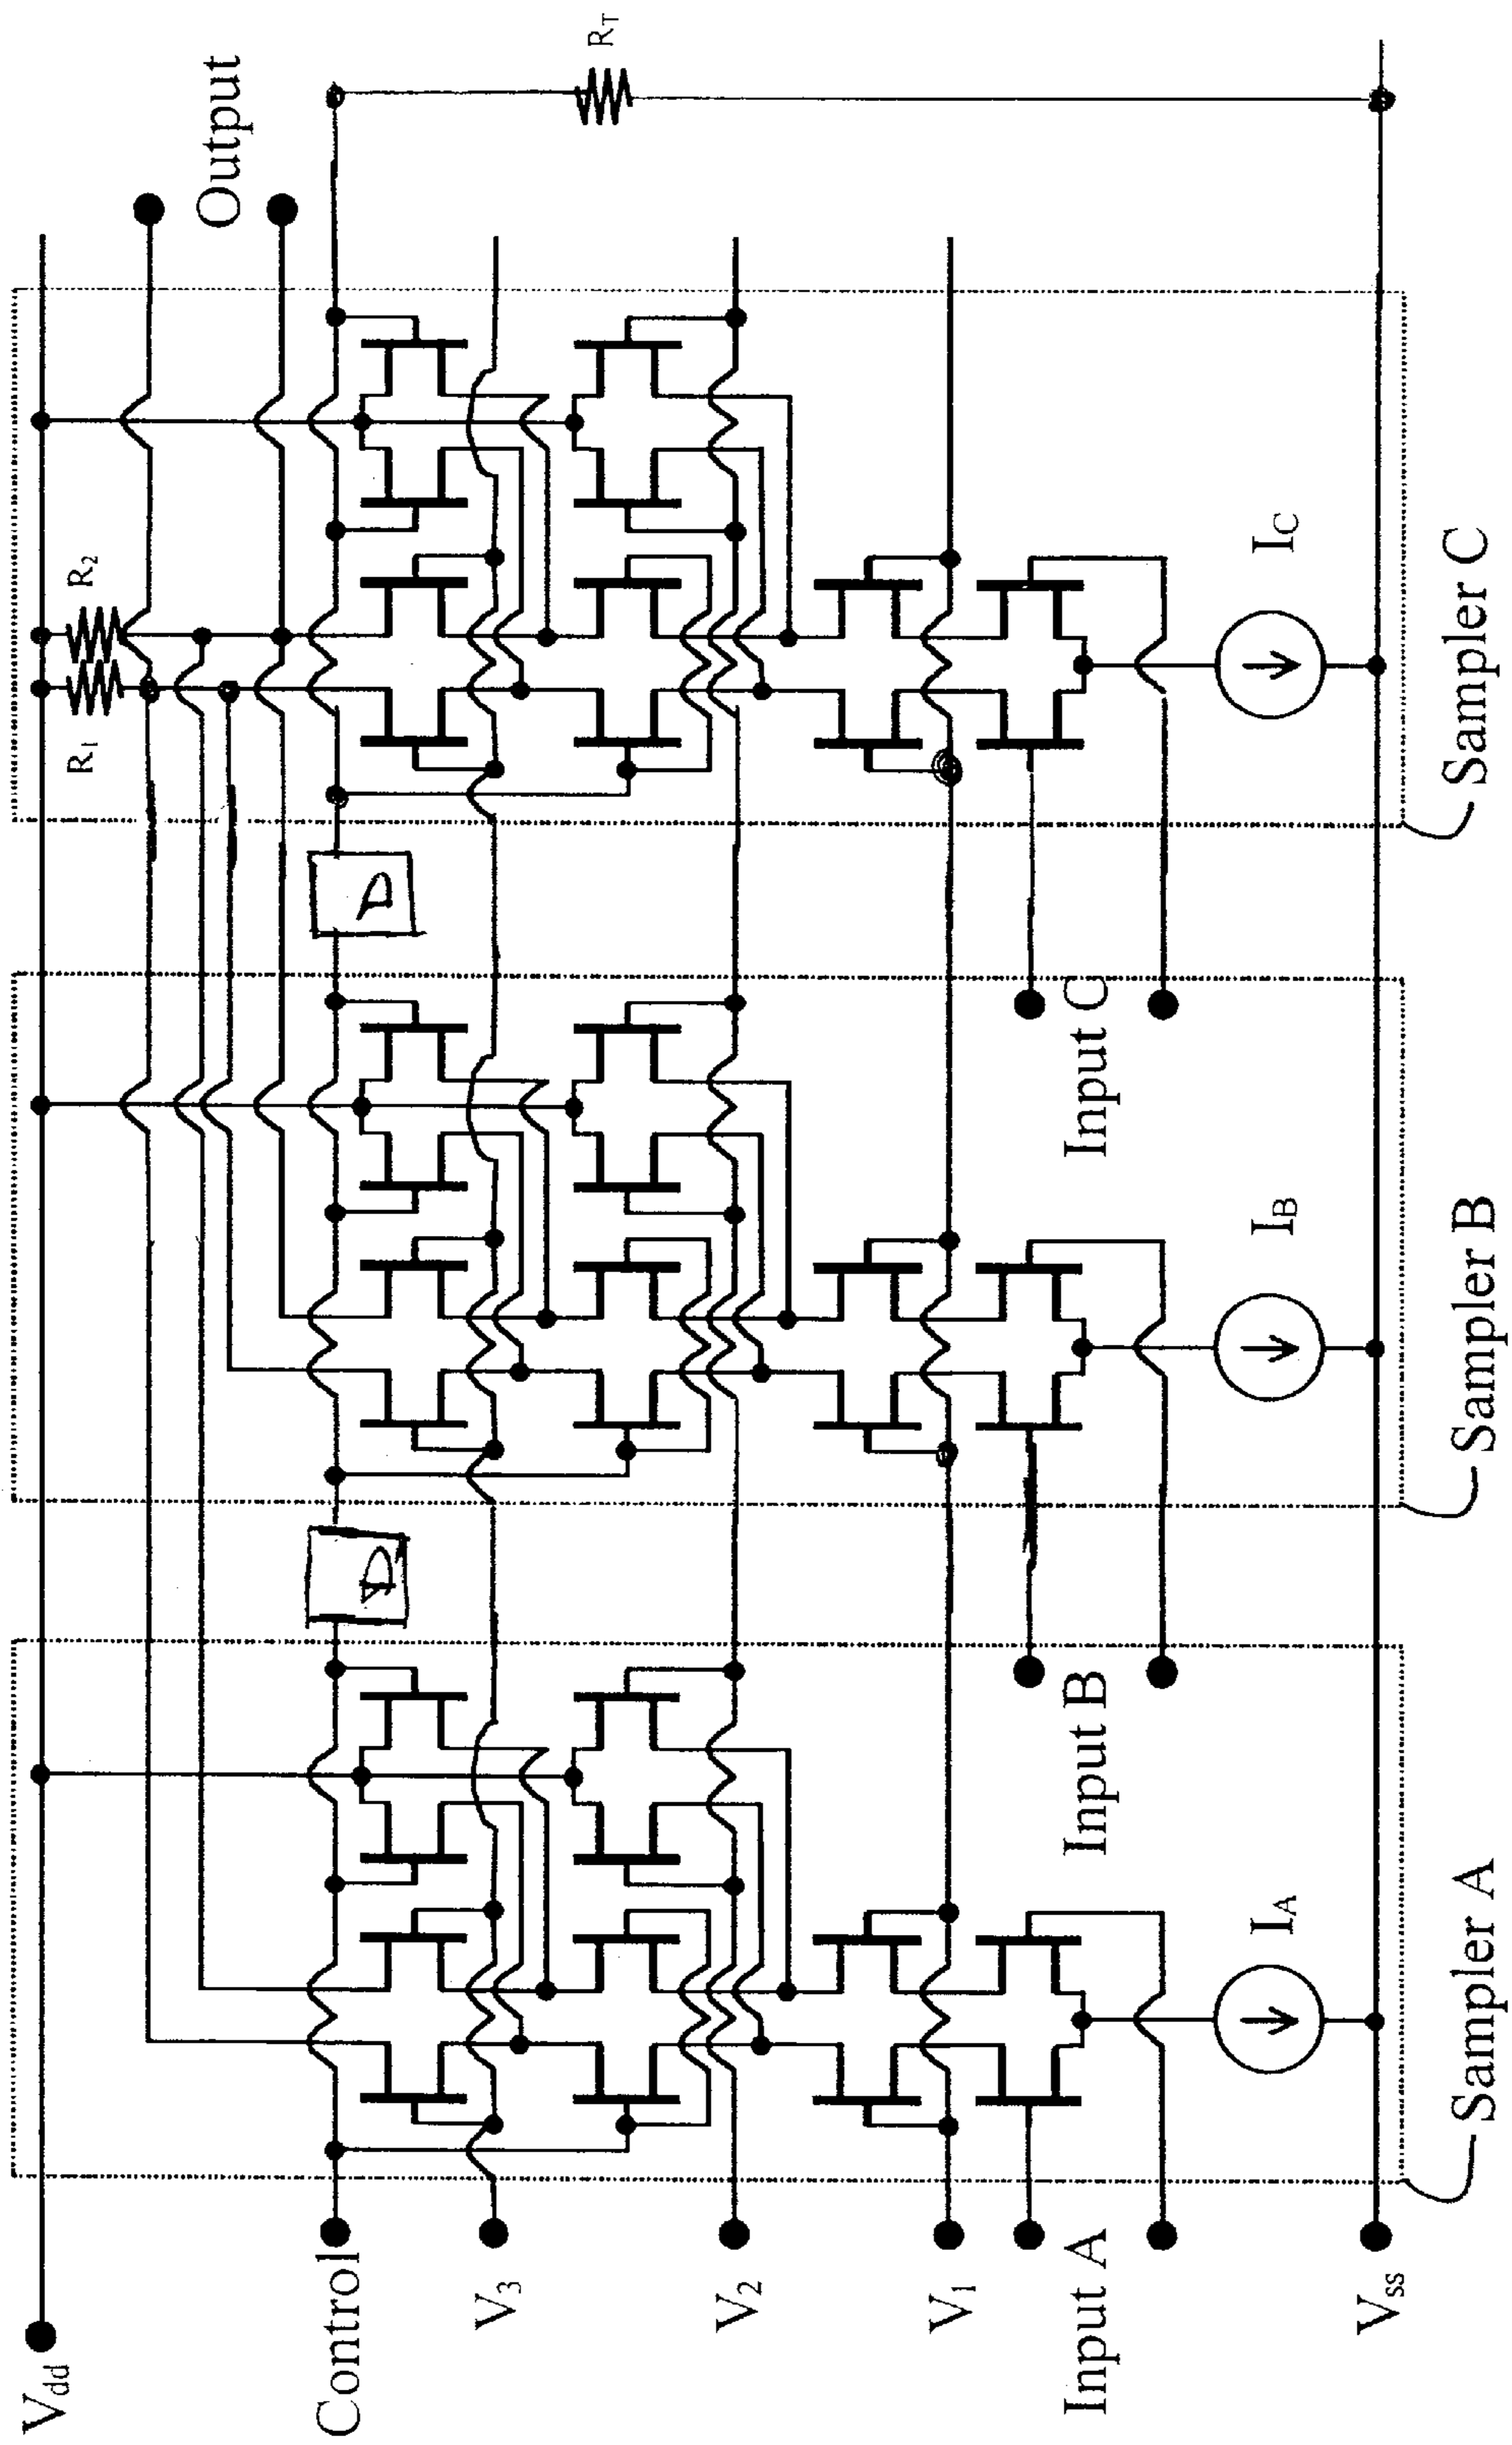 Vdd
Control
V3
V2
V1
Input A
Vss
R1
R2
Output
RT
D
D
Input B
Input C
IA
IB
IC
Sampler A
Sampler B
Sampler C